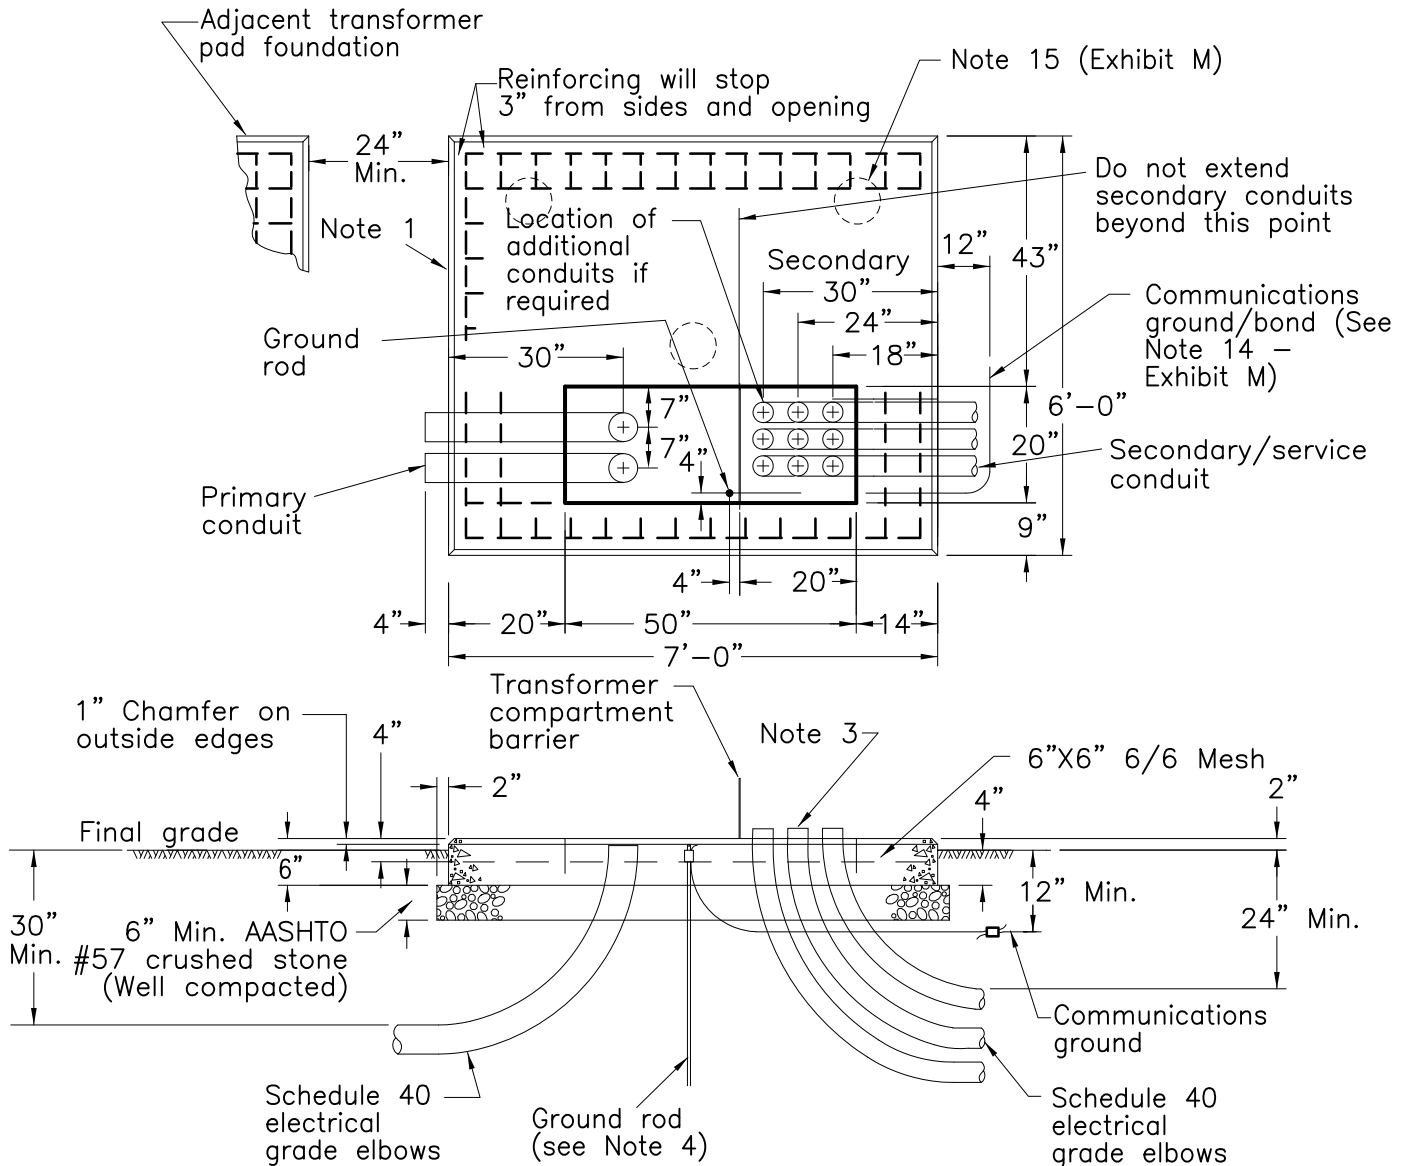 Adjacent transformer
pad foundation
Reinforcing will stop
3” from sides and opening
Note 15 (Exhibit M)
24”
Min.
Do not extend
secondary conduits
beyond this point
Note 1
Location of
additional
conduits if
required
Secondary
12”
43”
30”
24”
18”
Communications
ground/bond (See
Note 14 –
Exhibit M)
Ground
rod
30”
7”
7”
4”
6’-0”
20”
Secondary/service
conduit
Primary
conduit
9”
4”
20”
4”
20”
50”
14”
7’-0”
Transformer
compartment
barrier
1” Chamfer on
outside edges
4”
Note 3
6”X6” 6/6 Mesh
2”
4”
2”
Final grade
6”
12” Min.
30”
Min.
24” Min.
6” Min. AASHTO
#57 crushed stone
(Well compacted)
Communications
ground
Schedule 40
electrical
grade elbows
Ground rod
(see Note 4)
Schedule 40
electrical
grade elbows